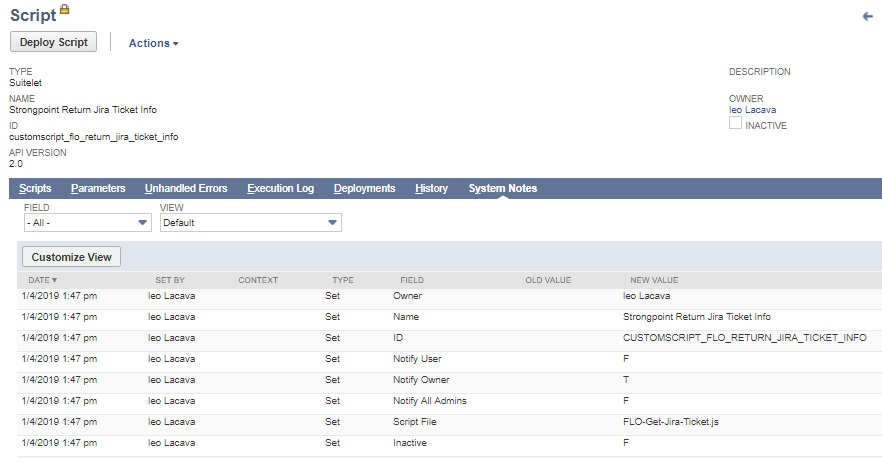 Script
Deploy Script Actions
TYPE
Suitelet
NAME
Strongpoint Return Jira Ticket Info
ID
customscript_flo_return_jira_ticket_info
API VERSION
2.0
DESCRIPTION
OWNER
leo Lacava
INACTIVE
Scripts Parameters Unhandled Errors Execution Log Deployments History System Notes
FIELD VIEW
- All - Default
Customize View
DATE SET BY CONTEXT TYPE FIELD OLD VALUE NEW VALUE
1/4/2019 1:47 pm leo Lacava Set Owner leo Lacava
1/4/2019 1:47 pm leo Lacava Set Name Strongpoint Return Jira Ticket Info
1/4/2019 1:47 pm leo Lacava Set ID CUSTOMSCRIPT_FLO_RETURN_JIRA_TICKET_INFO
1/4/2019 1:47 pm leo Lacava Set Notify User F
1/4/2019 1:47 pm leo Lacava Set Notify Owner T
1/4/2019 1:47 pm leo Lacava Set Notify All Admins F
1/4/2019 1:47 pm leo Lacava Set Script File FLO-Get-Jira-Ticket.js
1/4/2019 1:47 pm leo Lacava Set Inactive F